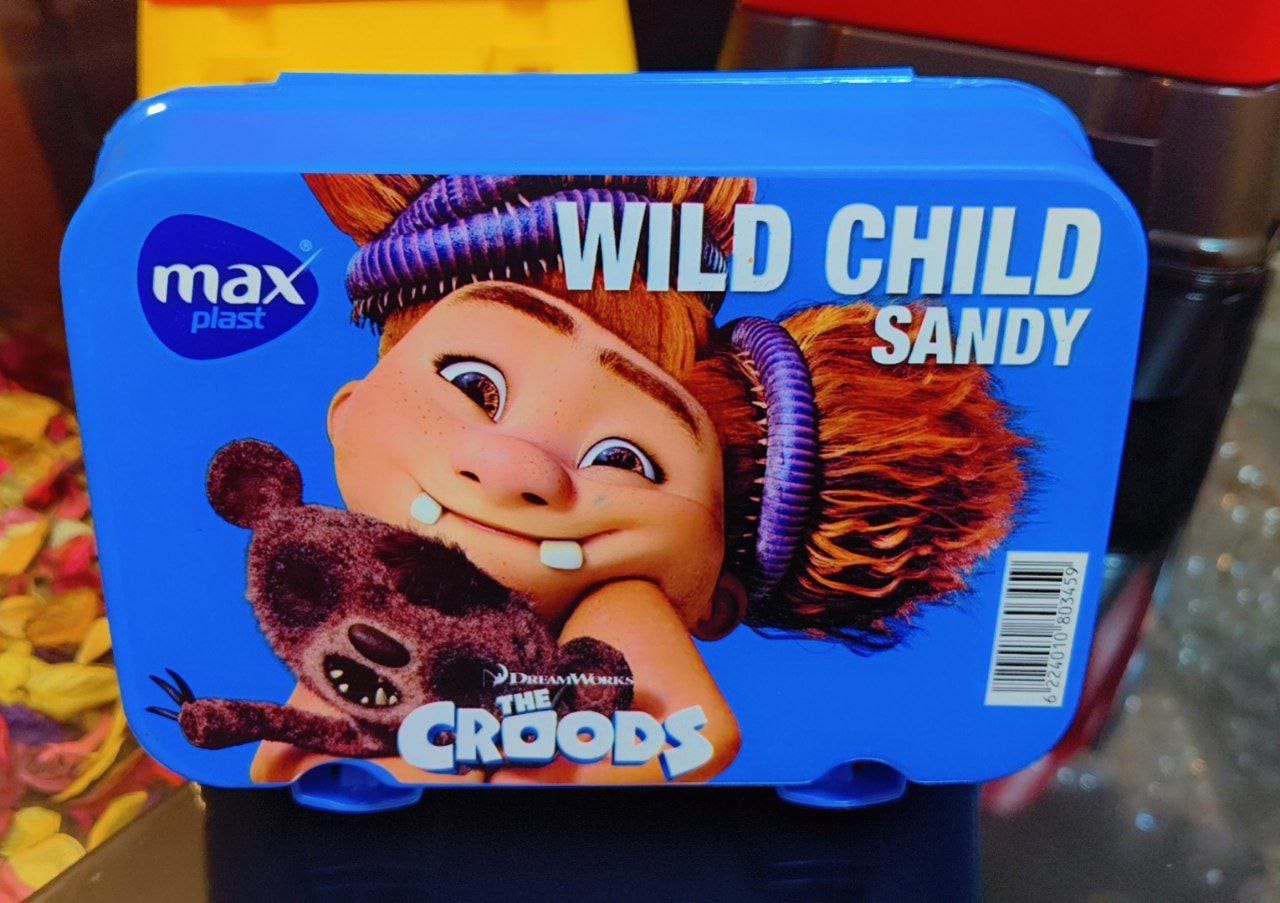 max®
plast
WILD CHILD
SANDY
DREAMWORKS
THE
CROODS
6 224010 803459